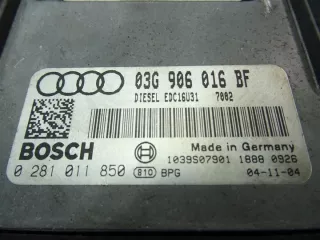 03G 906 016 BF
DIESEL EDC16U31 7002
BOSCH
Made in Germany
1039S07901 1880 0926
0 281 011 850 810 BPG 04-11-04